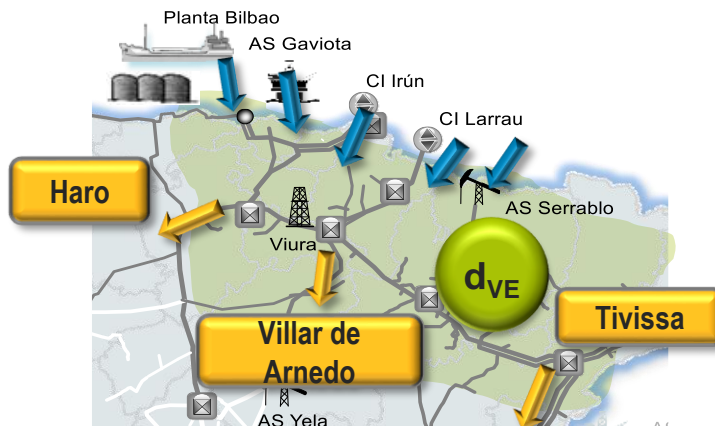 Planta Bilbao
AS Gaviota
CI Irún
CI Larrau
Haro
AS Serrablo
Viura
dVE
Tivissa
Villar de
Arnedo
AS Yela